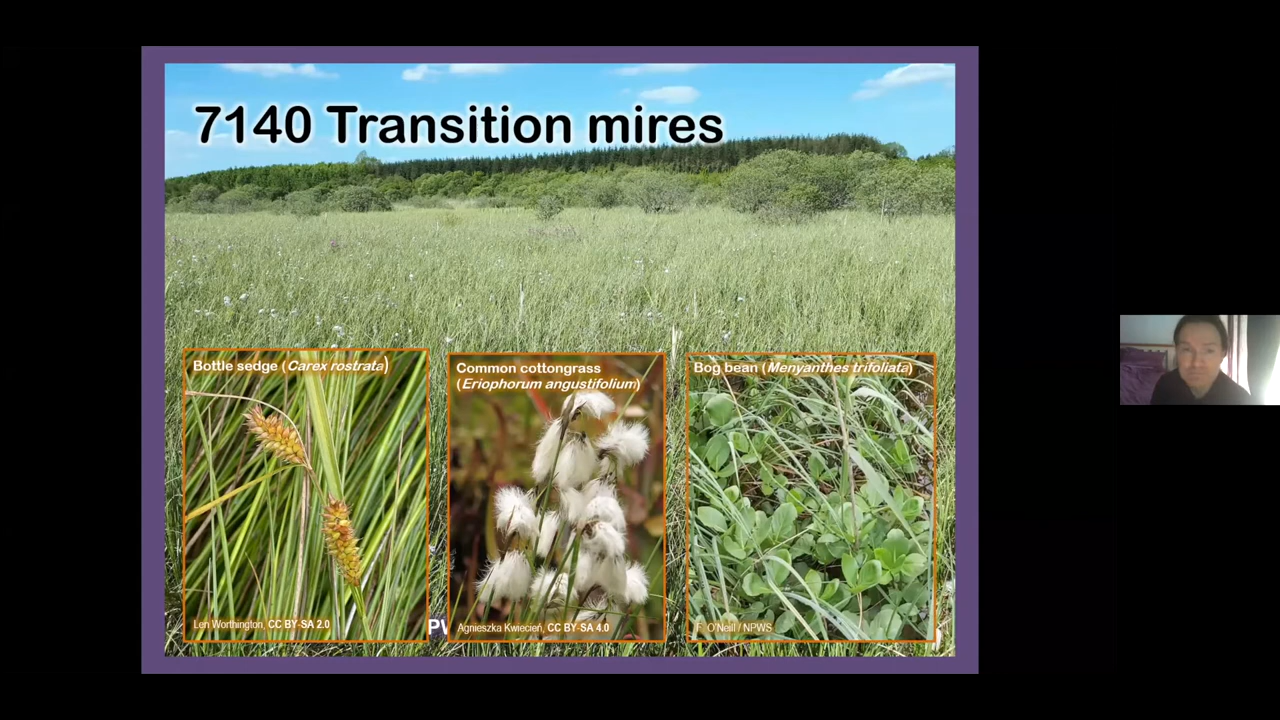 7140 Transition mires
Bottle sedge (Carex rostrata)
Common cottongrass
(Eriophorum angustifolium)
Bog bean (Menyanthes trifoliata)
Len Worthington, CC BY-SA 2.0
Agnieszka Kwiecień, CC BY-SA 4.0
F. O'Neill / NPWS